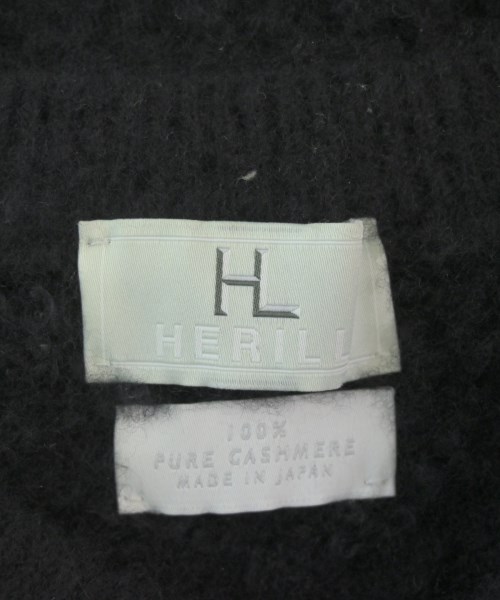 HL
HERILL
100%
PURE CASHMERE
MADE IN JAPAN